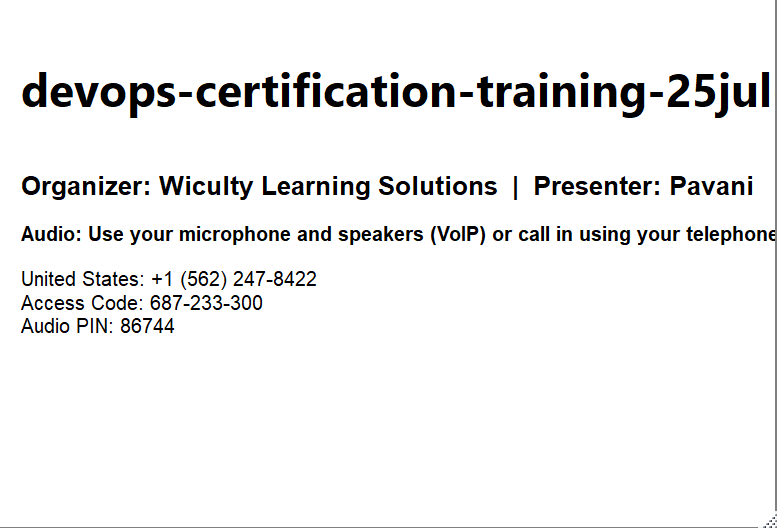 devops-certification-training-25jul
Organizer: Wiculty Learning Solutions | Presenter: Pavani
Audio: Use your microphone and speakers (VoIP) or call in using your telephone
United States: +1 (562) 247-8422
Access Code: 687-233-300
Audio PIN: 86744